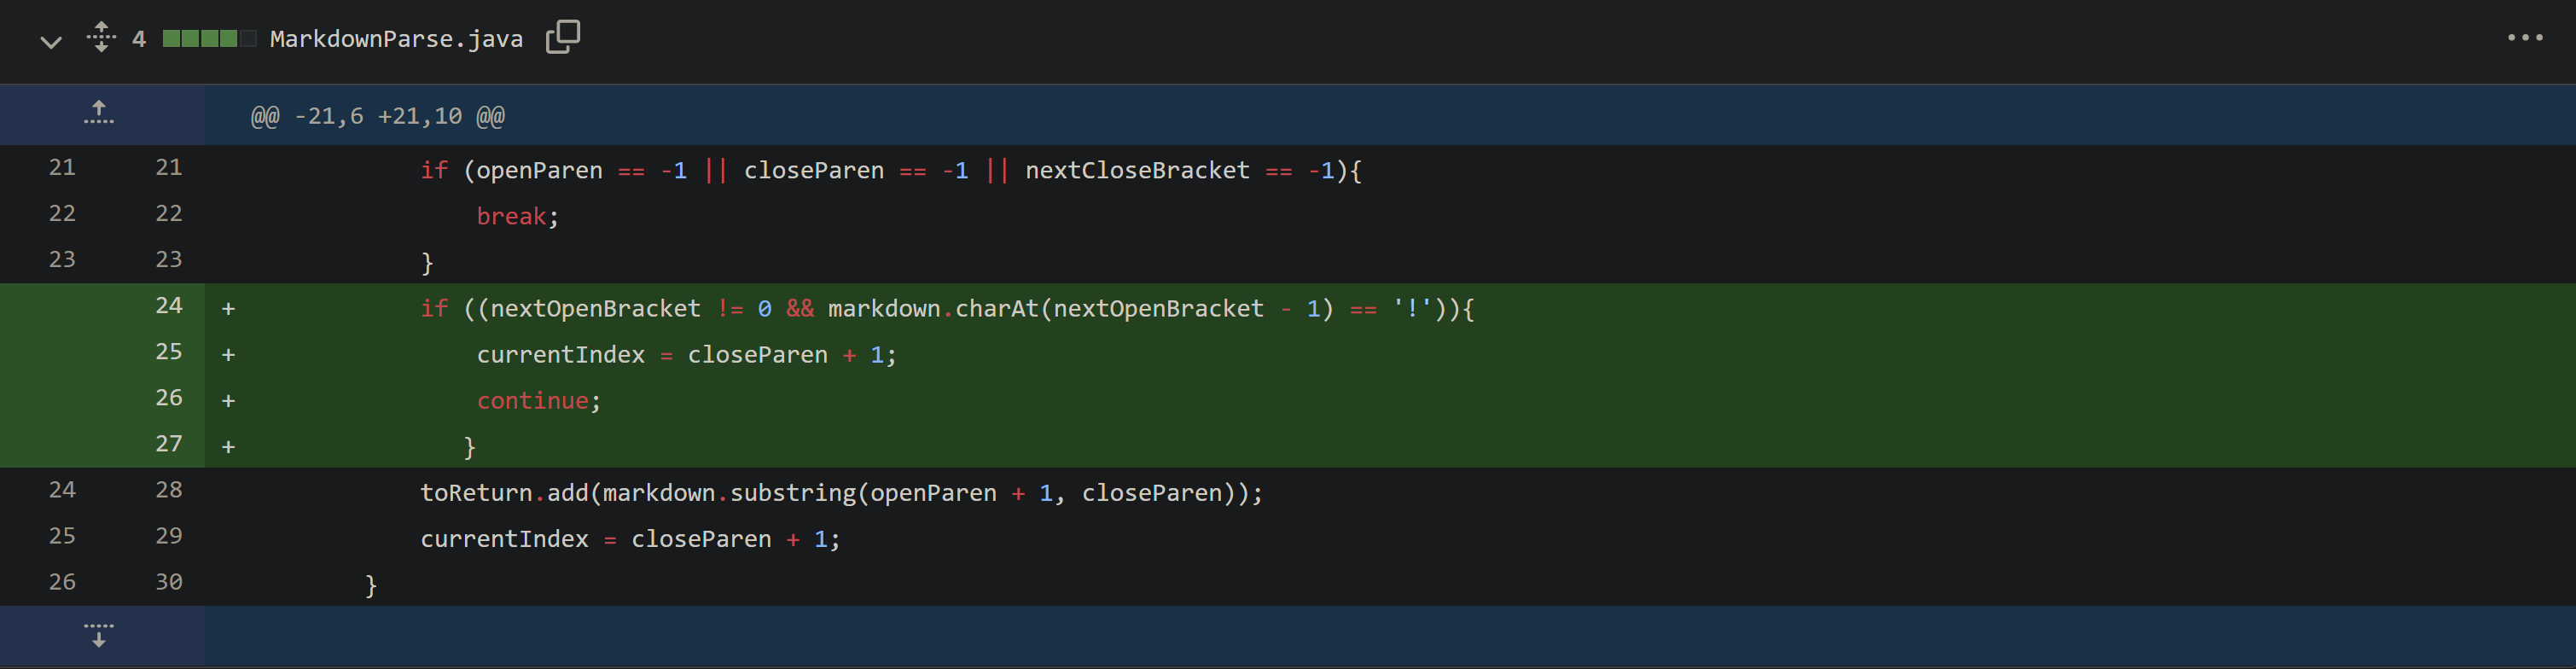 4 MarkdownParse.java
@@ -21,6 +21,10 @@
21 21 if (openParen == -1 || closeParen == -1 || nextCloseBracket == -1){
22 22 break;
23 23 }
24 + if ((nextOpenBracket != 0 && markdown.charAt(nextOpenBracket - 1) == '!')){
25 + currentIndex = closeParen + 1;
26 + continue;
27 + }
24 28 toReturn.add(markdown.substring(openParen + 1, closeParen));
25 29 currentIndex = closeParen + 1;
26 30 }